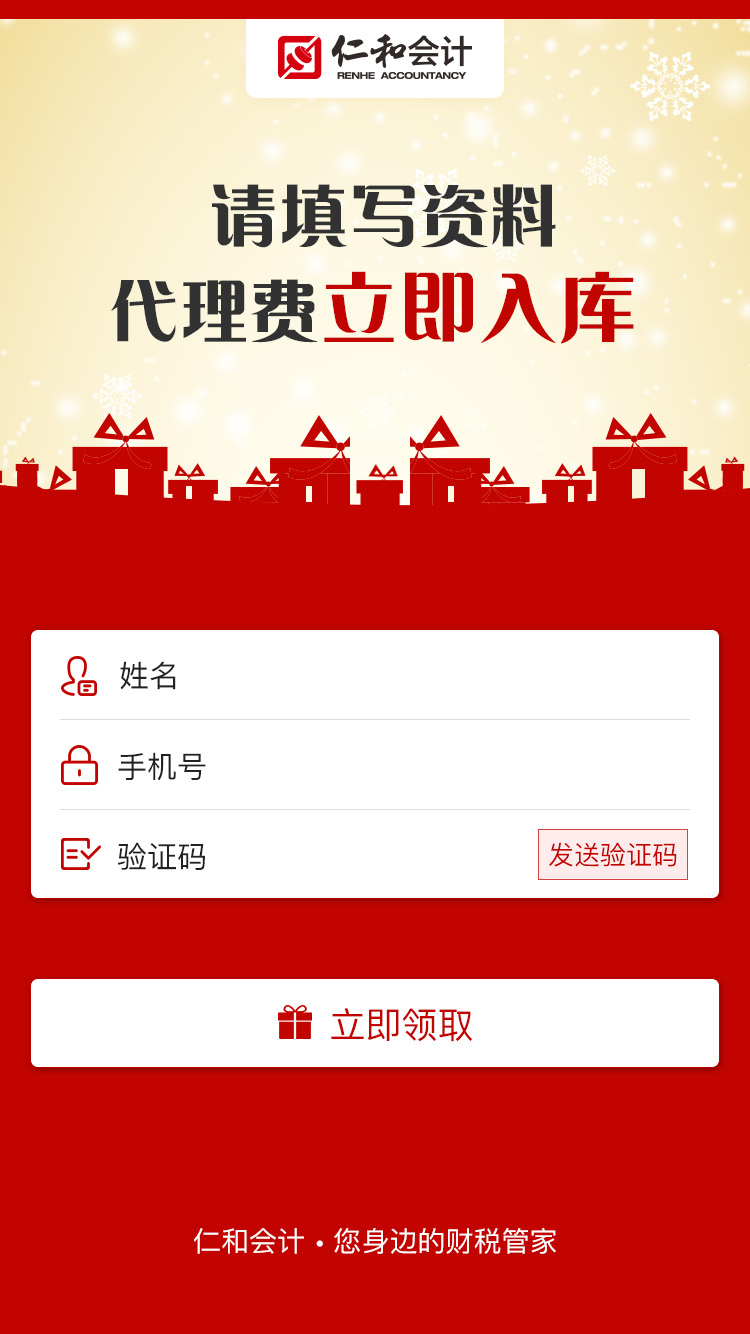 仁和会计
RENHE ACCOUNTANCY
请填写资料
代理费立即入库
姓名
手机号
验证码
发送验证码
立即领取
仁和会计·您身边的财税管家